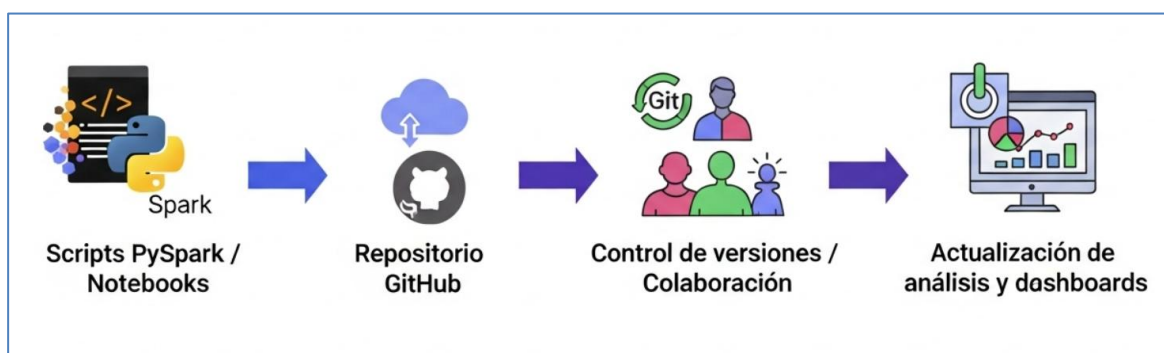 </>
Spark
Scripts PySpark /
Notebooks
Repositorio
GitHub
Git
Control de versiones /
Colaboración
Actualización de
análisis y dashboards